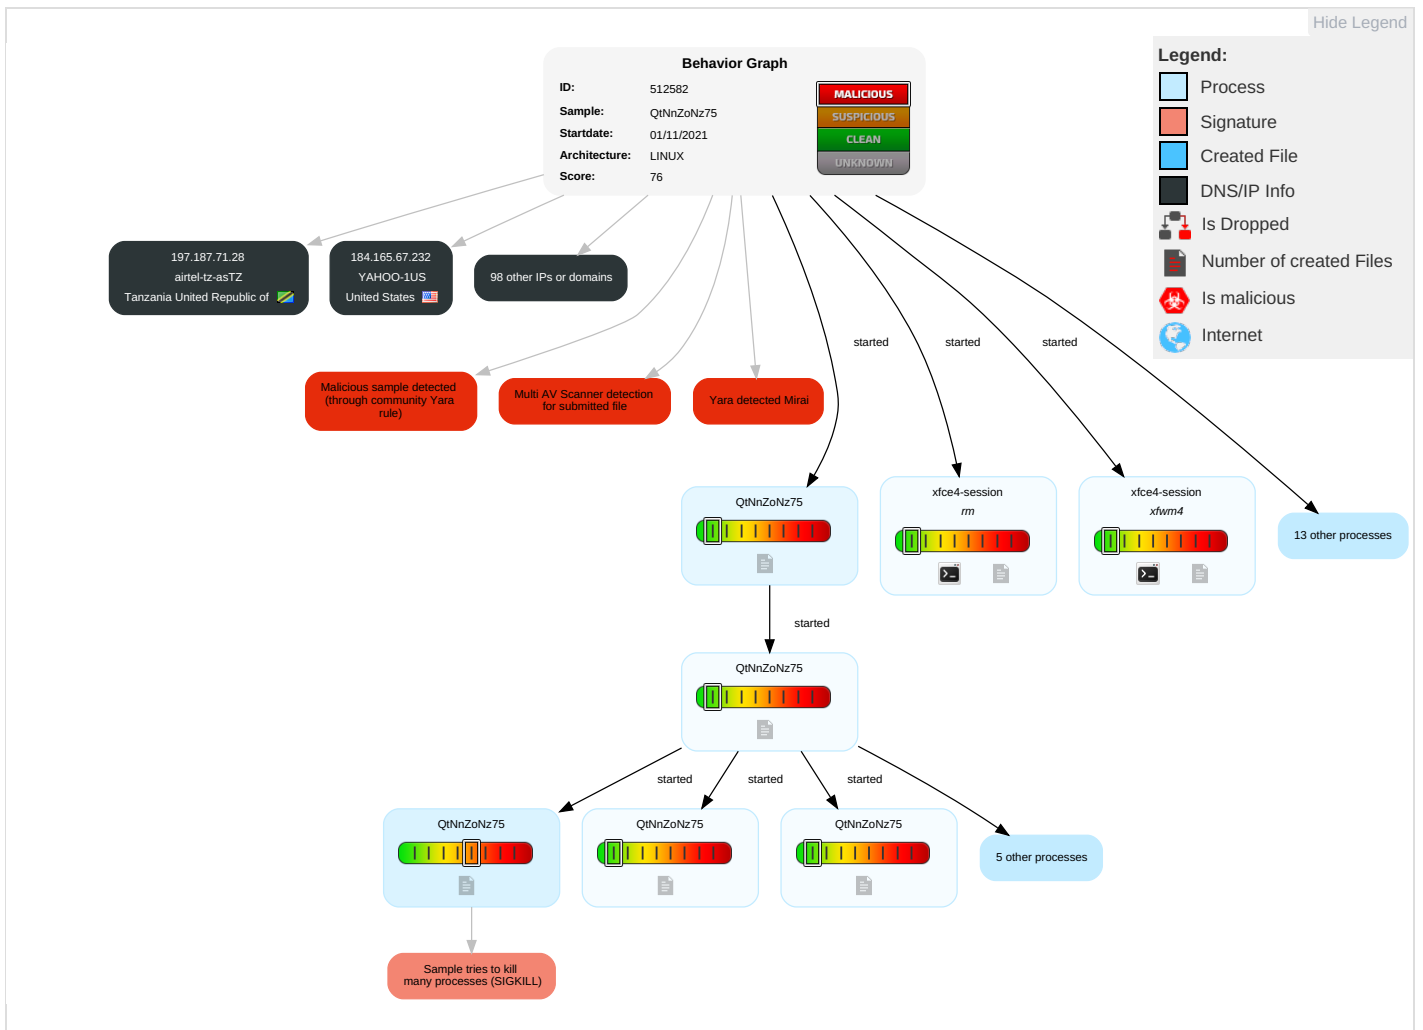 Hide Legend
Legend:
Process
Signature
Created File
DNS/IP Info
Is Dropped
Number of created Files
Is malicious
Internet
Behavior Graph
ID: 512582
Sample: QtNnZoNz75
Startdate: 01/11/2021
Architecture: LINUX
Score: 76
MALICIOUS
SUSPICIOUS
CLEAN
UNKNOWN
197.187.71.28
airtel-tz-asTZ
Tanzania United Republic of
184.165.67.232
YAHOO-1US
United States
98 other IPs or domains
started
started
started
Malicious sample detected
(through community Yara
rule)
Multi AV Scanner detection
for submitted file
Yara detected Mirai
QtNnZoNz75
xfce4-session
rm
xfce4-session
xfwm4
13 other processes
started
QtNnZoNz75
started
started
started
QtNnZoNz75
QtNnZoNz75
QtNnZoNz75
5 other processes
Sample tries to kill
many processes (SIGKILL)